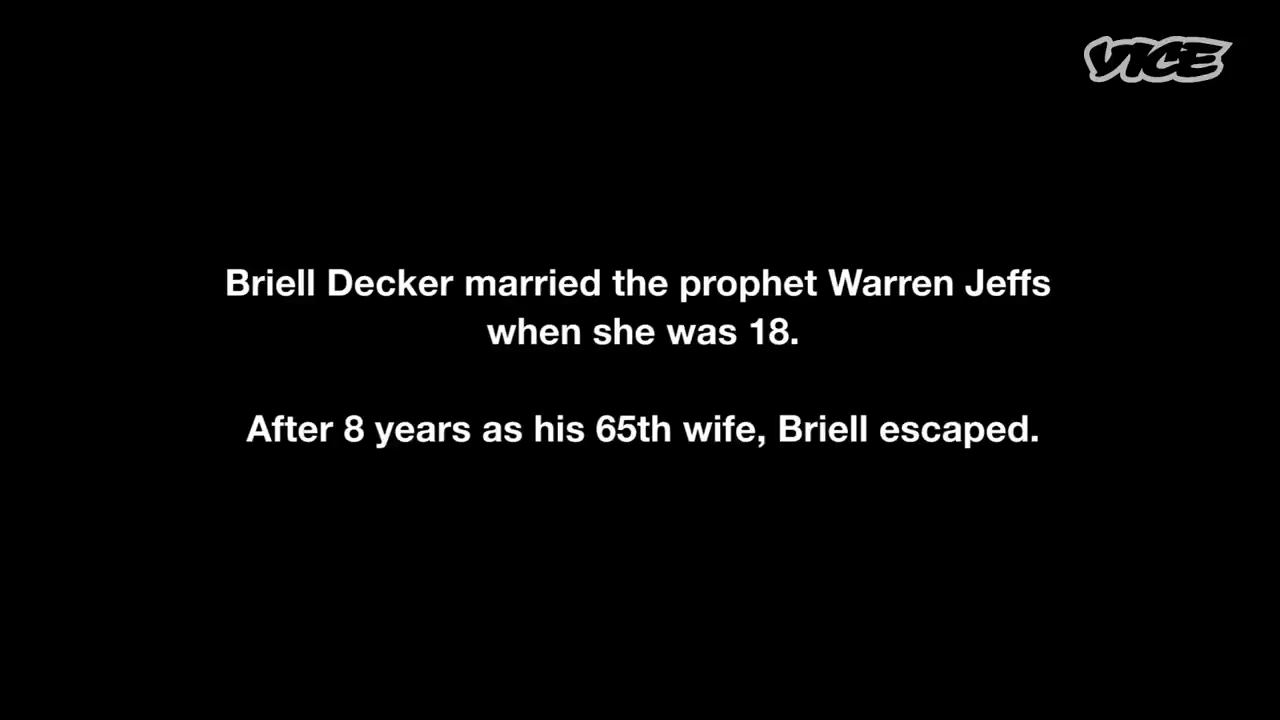 VICE
Briell Decker married the prophet Warren Jeffs
when she was 18.
After 8 years as his 65th wife, Briell escaped.